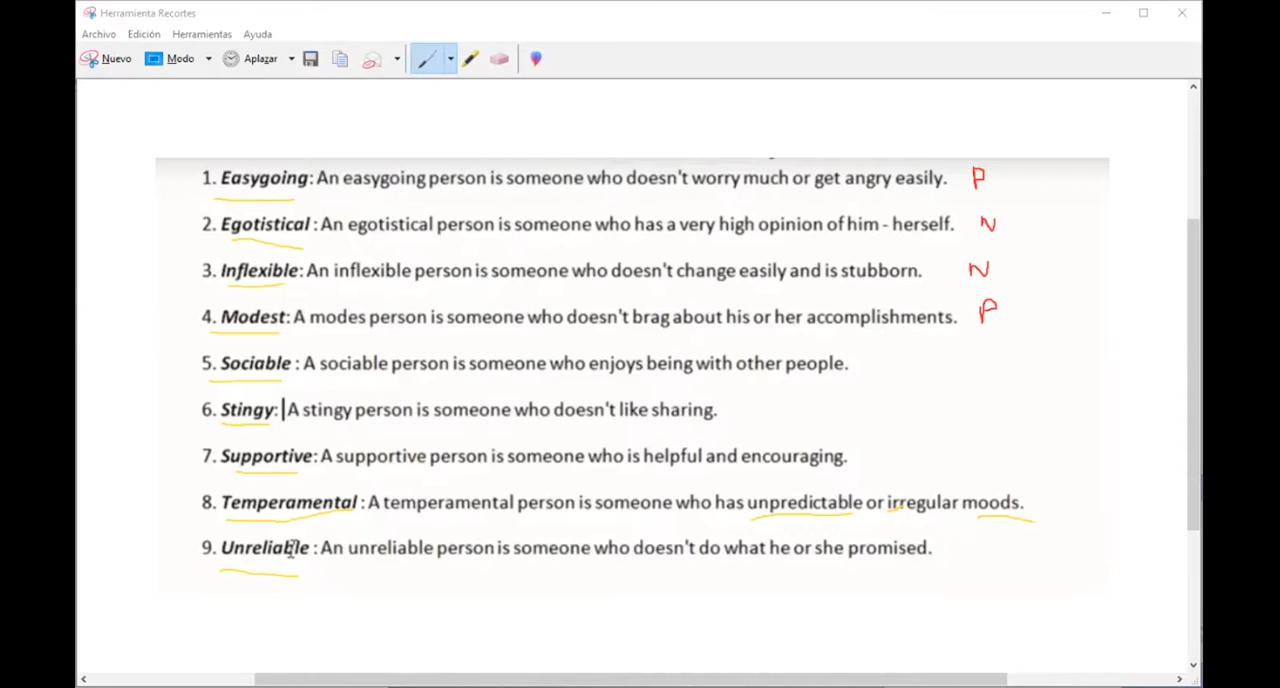 Herramienta Recortes
Archivo Edición Herramientas Ayuda
Nuevo Modo Aplazar
1. Easygoing: An easygoing person is someone who doesn't worry much or get angry easily. P
2. Egotistical : An egotistical person is someone who has a very high opinion of him - herself. N
3. Inflexible: An inflexible person is someone who doesn't change easily and is stubborn. N
4. Modest: A modes person is someone who doesn't brag about his or her accomplishments. P
5. Sociable : A sociable person is someone who enjoys being with other people.
6. Stingy: A stingy person is someone who doesn't like sharing.
7. Supportive: A supportive person is someone who is helpful and encouraging.
8. Temperamental : A temperamental person is someone who has unpredictable or irregular moods.
9. Unreliable : An unreliable person is someone who doesn't do what he or she promised.